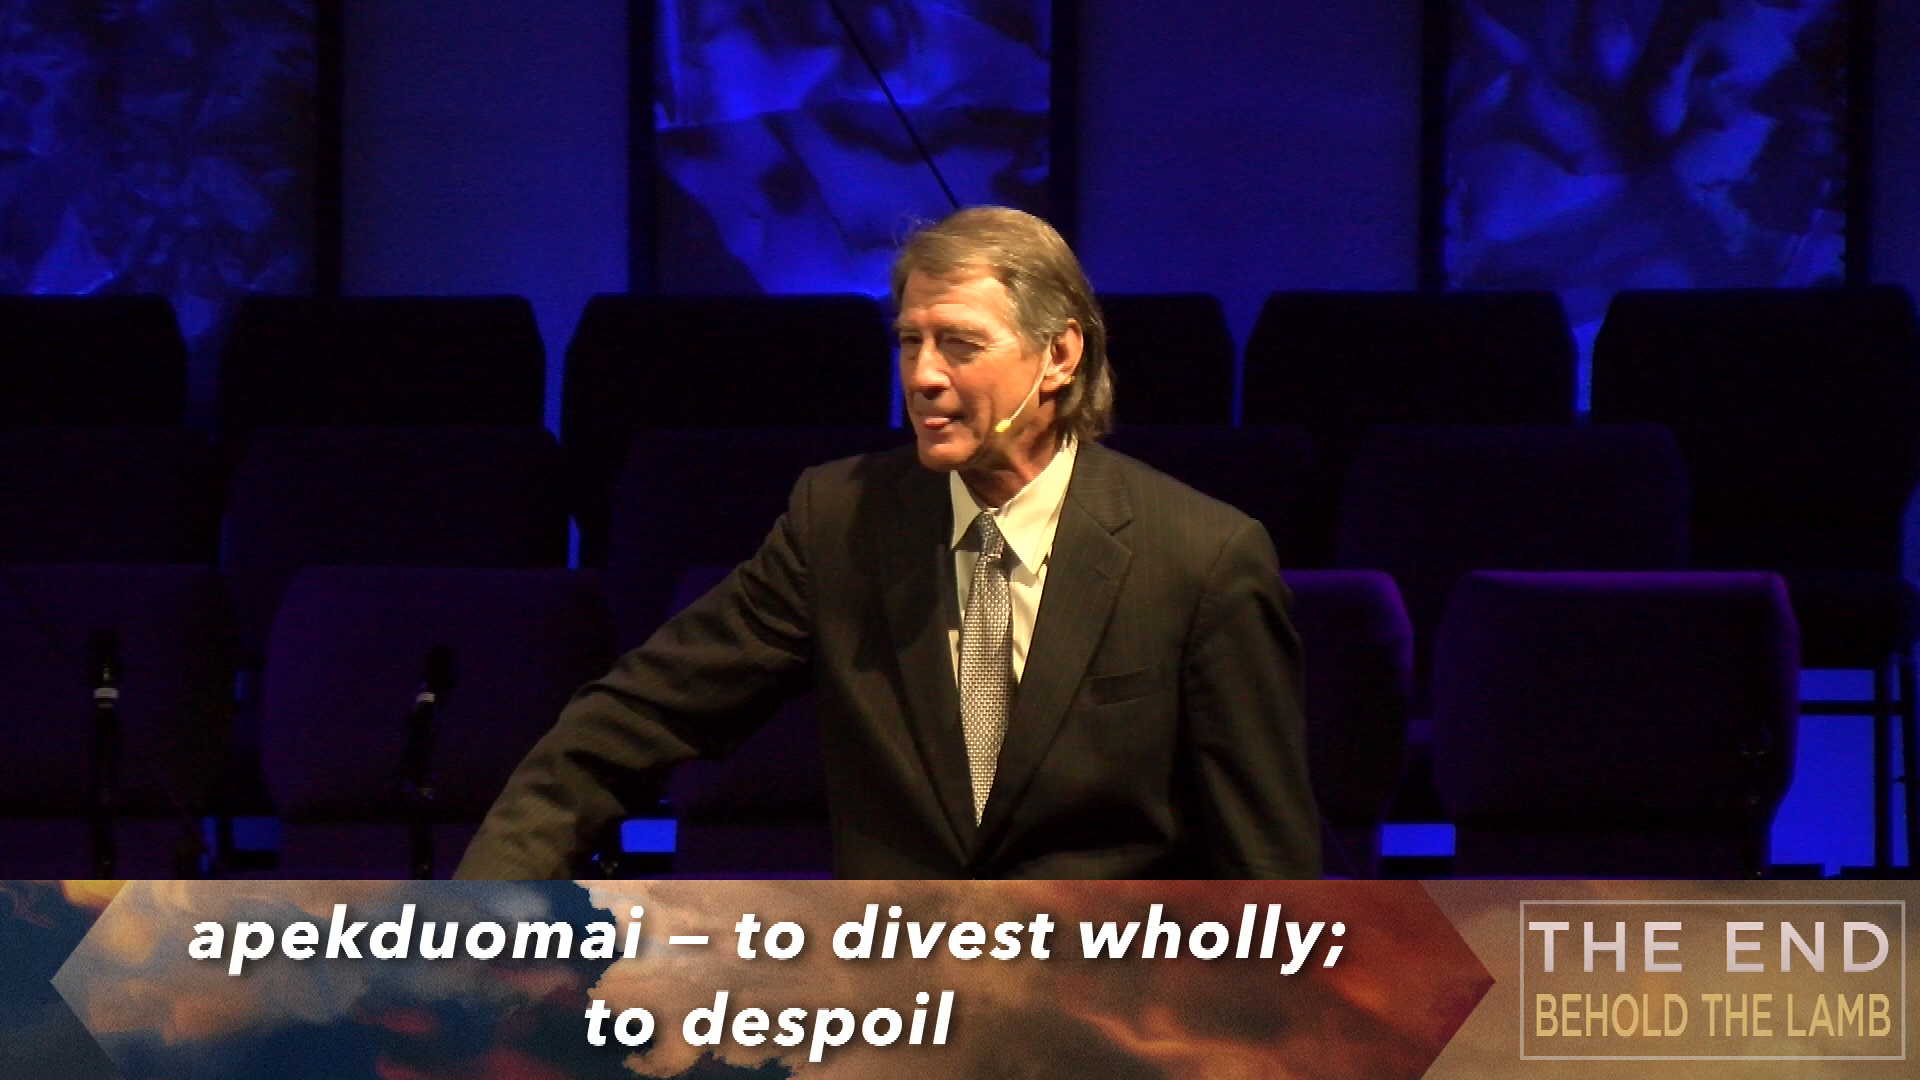 apekduomai – to divest wholly;
to despoil
THE END
BEHOLD THE LAMB